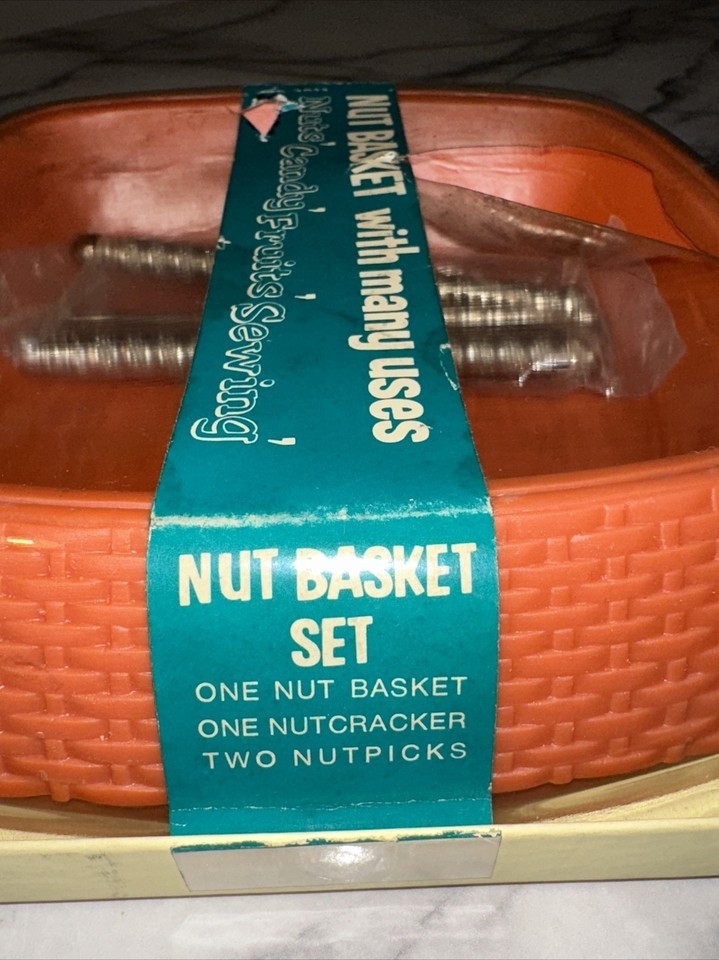 NUT BASKET with many uses
Nuts'Candy'Fruits'Sewing'
NUT BASKET
SET
ONE NUT BASKET
ONE NUTCRACKER
TWO NUTPICKS